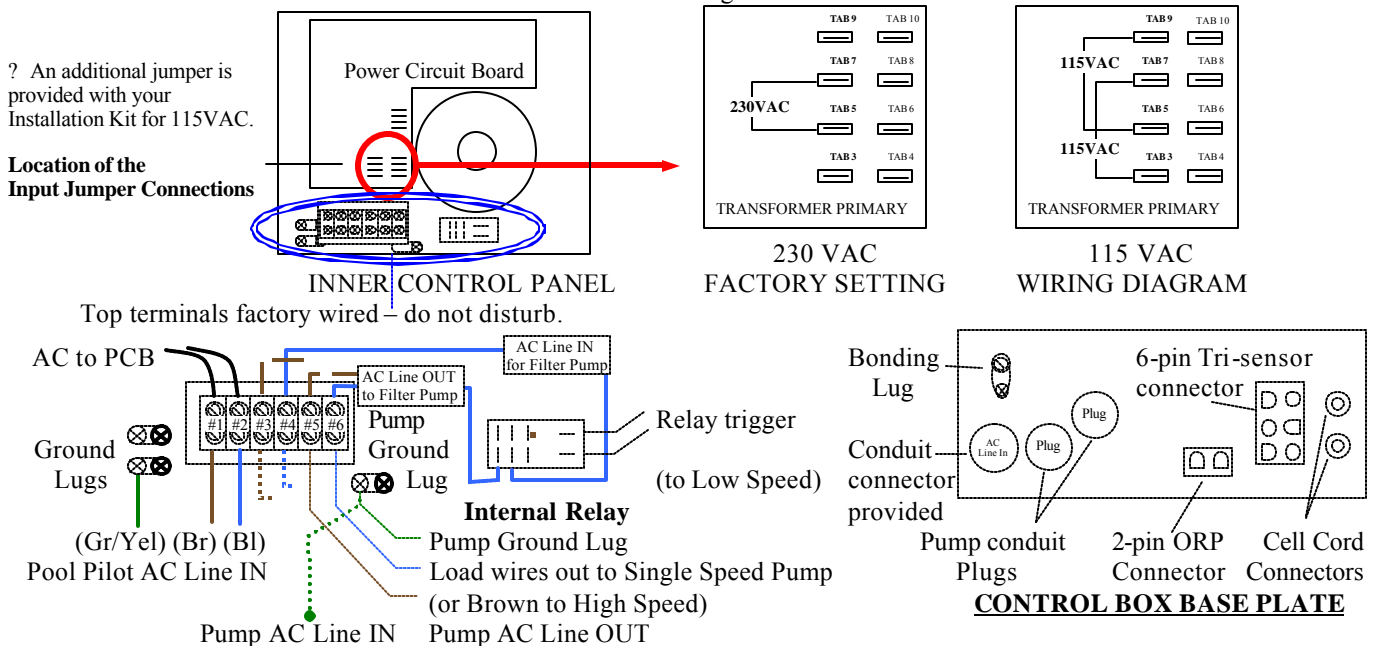 ? An additional jumper is
provided with your
Installation Kit for 115VAC.
Location of the
Input Jumper Connections
Power Circuit Board
INNER CONTROL PANEL
TAB 9 TAB 10
TAB 7 TAB 8
230VAC
TAB 5 TAB 6
TAB 3 TAB 4
TRANSFORMER PRIMARY
230 VAC
FACTORY SETTING
TAB 9 TAB 10
115VAC TAB 7 TAB 8
TAB 5 TAB 6
115VAC TAB 3 TAB 4
TRANSFORMER PRIMARY
115 VAC
WIRING DIAGRAM
Top terminals factory wired – do not disturb.
AC to PCB
AC Line IN
for Filter Pump
AC Line OUT
to Filter Pump
#1 #2 #3 #4 #5 #6
Ground
Lugs
Pump
Ground
Lug
Relay trigger
(to Low Speed)
Internal Relay
(Gr/Yel) (Br) (Bl)
Pool Pilot AC Line IN
Pump Ground Lug
Load wires out to Single Speed Pump
(or Brown to High Speed)
Pump AC Line IN
Pump AC Line OUT
Bonding
Lug
6-pin Tri-sensor
connector
Plug
AC
Line In
Plug
Conduit
connector
provided
Pump conduit
Plugs
2-pin ORP
Connector
Cell Cord
Connectors
CONTROL BOX BASE PLATE